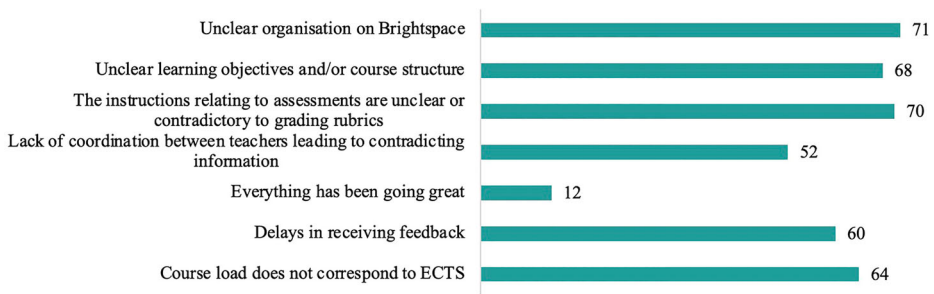 Unclear organisation on Brightspace 71
Unclear learning objectives and/or course structure 68
The instructions relating to assessments are unclear or
contradictory to grading rubrics 70
Lack of coordination between teachers leading to contradicting
information 52
Everything has been going great 12
Delays in receiving feedback 60
Course load does not correspond to ECTS 64